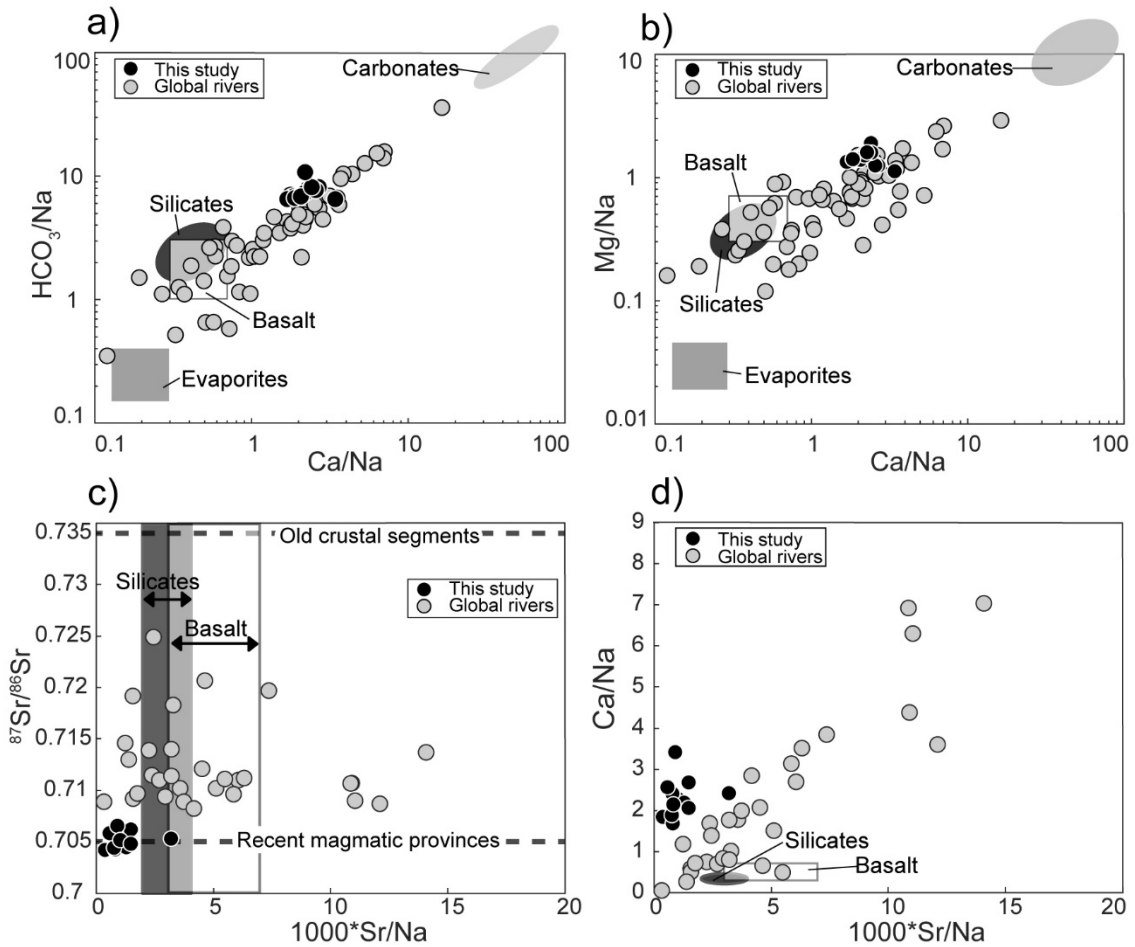 a)
100
10
1
0.1
HCO3/Na
This study
Global rivers
Carbonates
Silicates
Basalt
Evaporites
0.1 1 10 100
Ca/Na
b)
10
1
0.1
0.01
Mg/Na
This study
Global rivers
Carbonates
Basalt
Silicates
Evaporites
0.1 1 10 100
Ca/Na
c)
0.735
0.73
0.725
0.72
0.715
0.71
0.705
0.7
87Sr/86Sr
Old crustal segments
Silicates
This study
Global rivers
Basalt
Recent magmatic provinces
0 5 10 15 20
1000*Sr/Na
d)
9
8
7
6
5
4
3
2
1
0
Ca/Na
This study
Global rivers
Silicates
Basalt
0 5 10 15 20
1000*Sr/Na